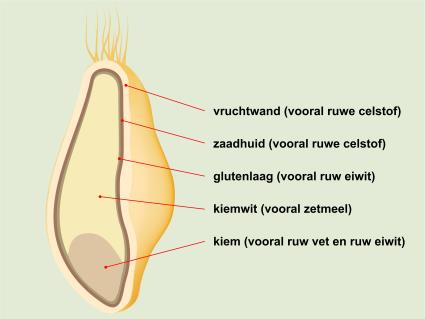 vruchtwand (vooral ruwe celstof)
zaadhuid (vooral ruwe celstof)
glutenlaag (vooral ruw eiwit)
kiemwit (vooral zetmeel)
kiem (vooral ruw vet en ruw eiwit)